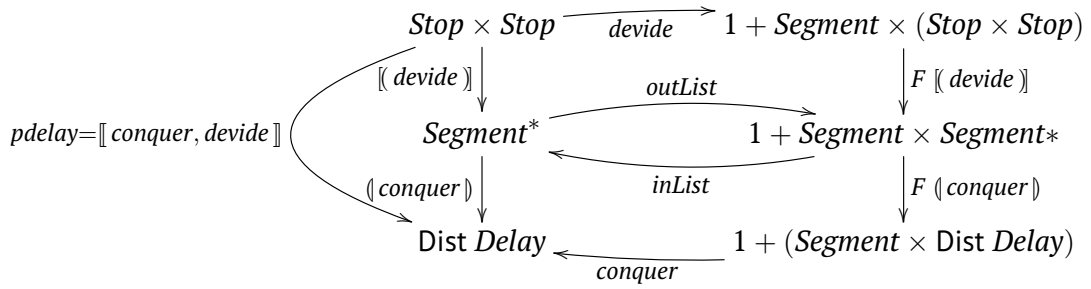 Stop × Stop devide 1 + Segment × (Stop × Stop)
⟦( devide )⟧ F ⟦( devide )⟧
outList
pdelay=⟦ conquer, devide ⟧ Segment* 1 + Segment × Segment*
inList
⦇ conquer ⦈ F ⦇ conquer ⦈
Dist Delay 1 + (Segment × Dist Delay)
conquer